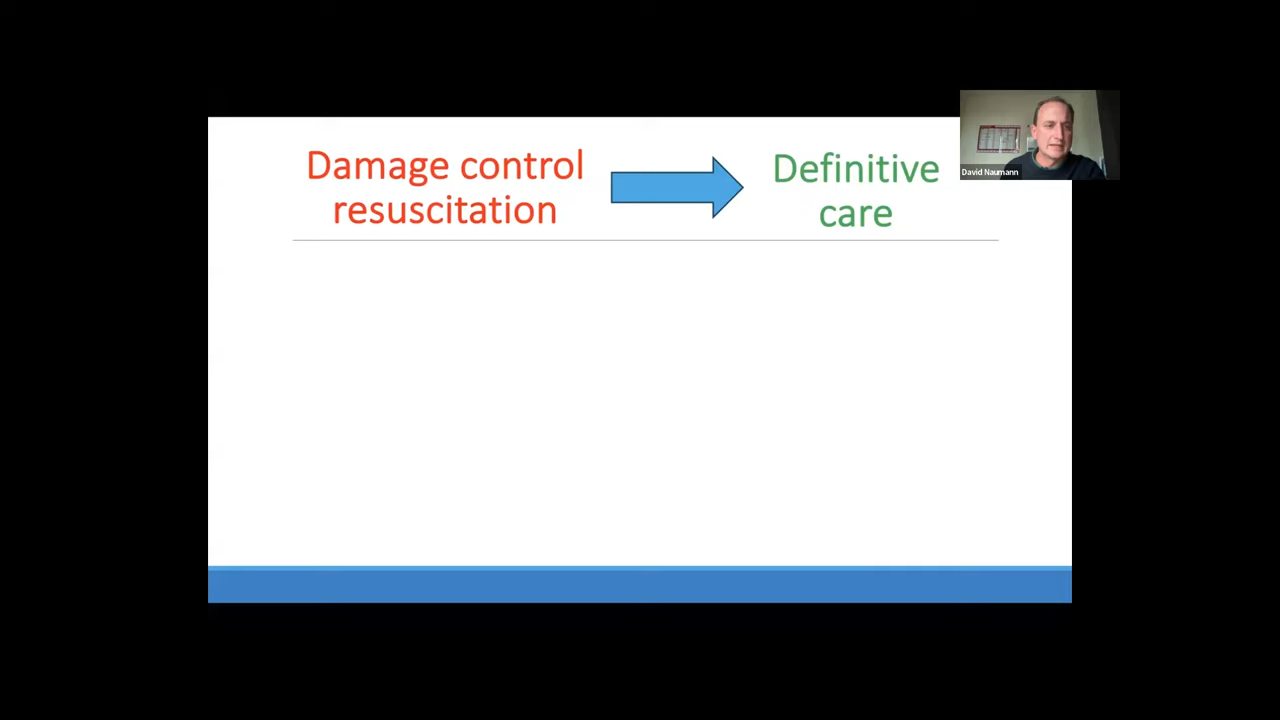 Damage control
resuscitation
Definitive
care
David Naumann